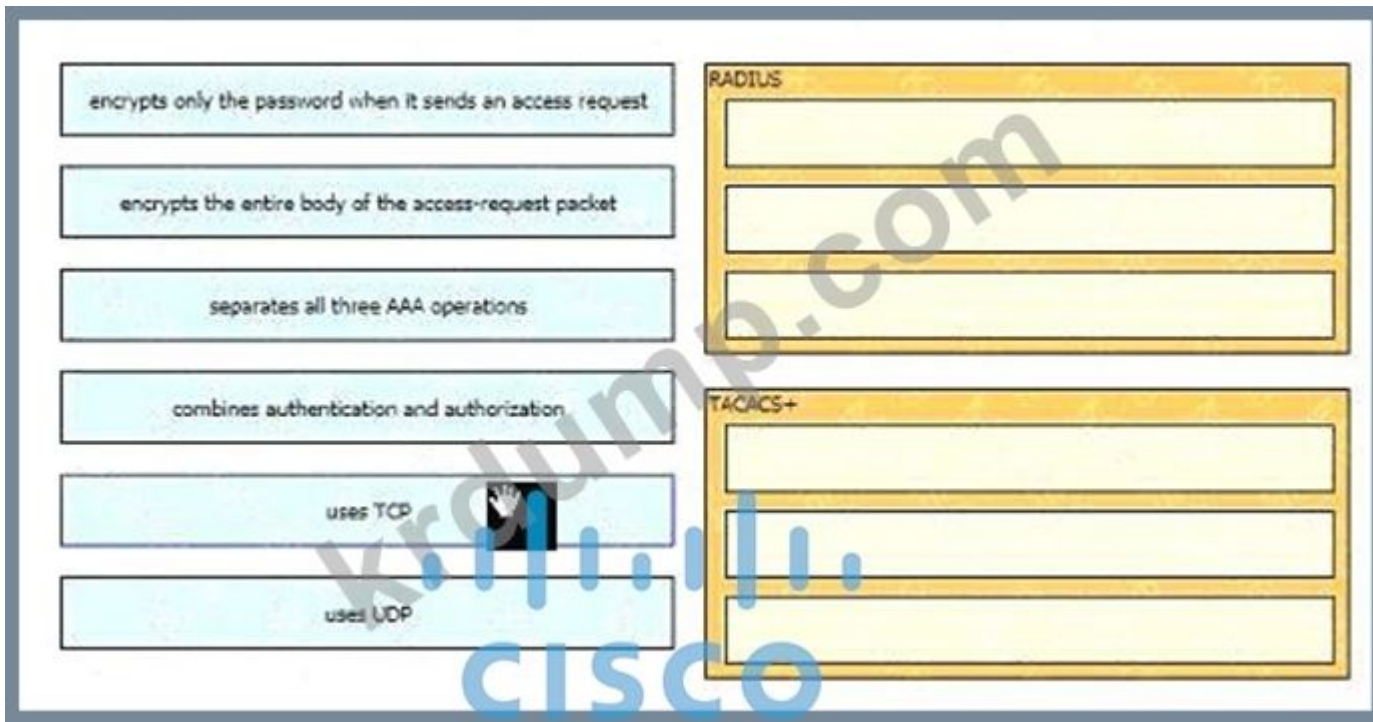 encrypts only the password when it sends an access request
encrypts the entire body of the access-request packet
separates all three AAA operations
combines authentication and authorization
uses TCP
uses UDP
RADIUS
TACACS+
krdump.com
CISCO